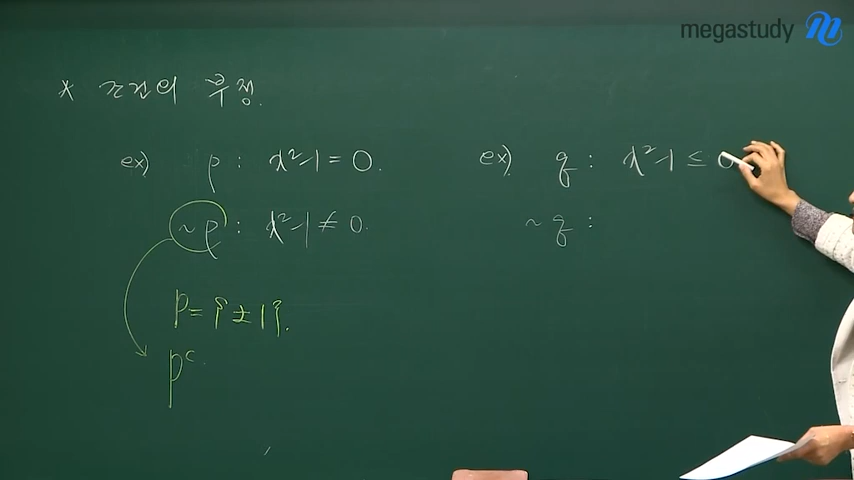 megastudy
* 조건의 부정.
ex) p : x²-1 = 0.
~p : x²-1 ≠ 0.
P = {±1}.
Pᶜ.
ex) q : x²-1 ≤ 0
~q :